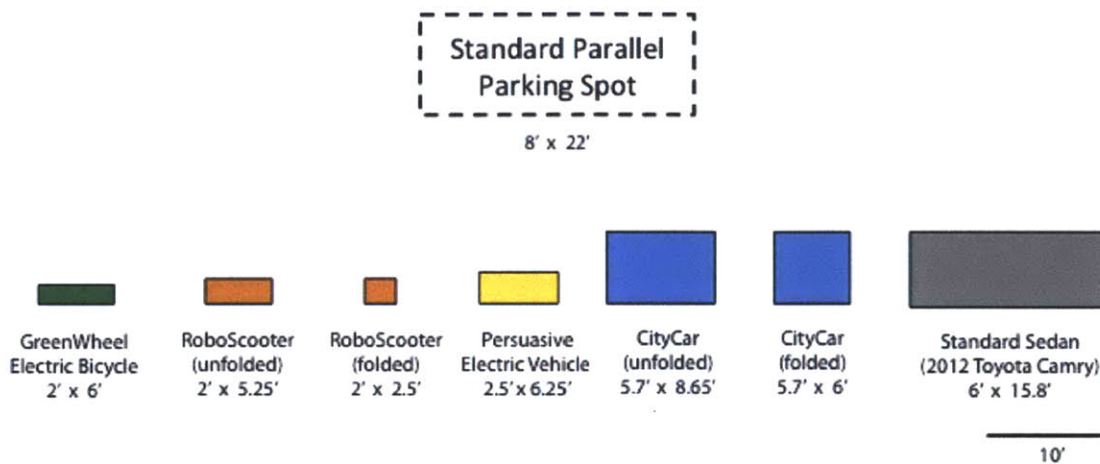 Standard Parallel
Parking Spot
8' x 22'
GreenWheel
Electric Bicycle
2' x 6'
RoboScooter
(unfolded)
2' x 5.25'
RoboScooter
(folded)
2' x 2.5'
Persuasive
Electric Vehicle
2.5' x 6.25'
CityCar
(unfolded)
5.7' x 8.65'
CityCar
(folded)
5.7' x 6'
Standard Sedan
(2012 Toyota Camry)
6' x 15.8'
10'